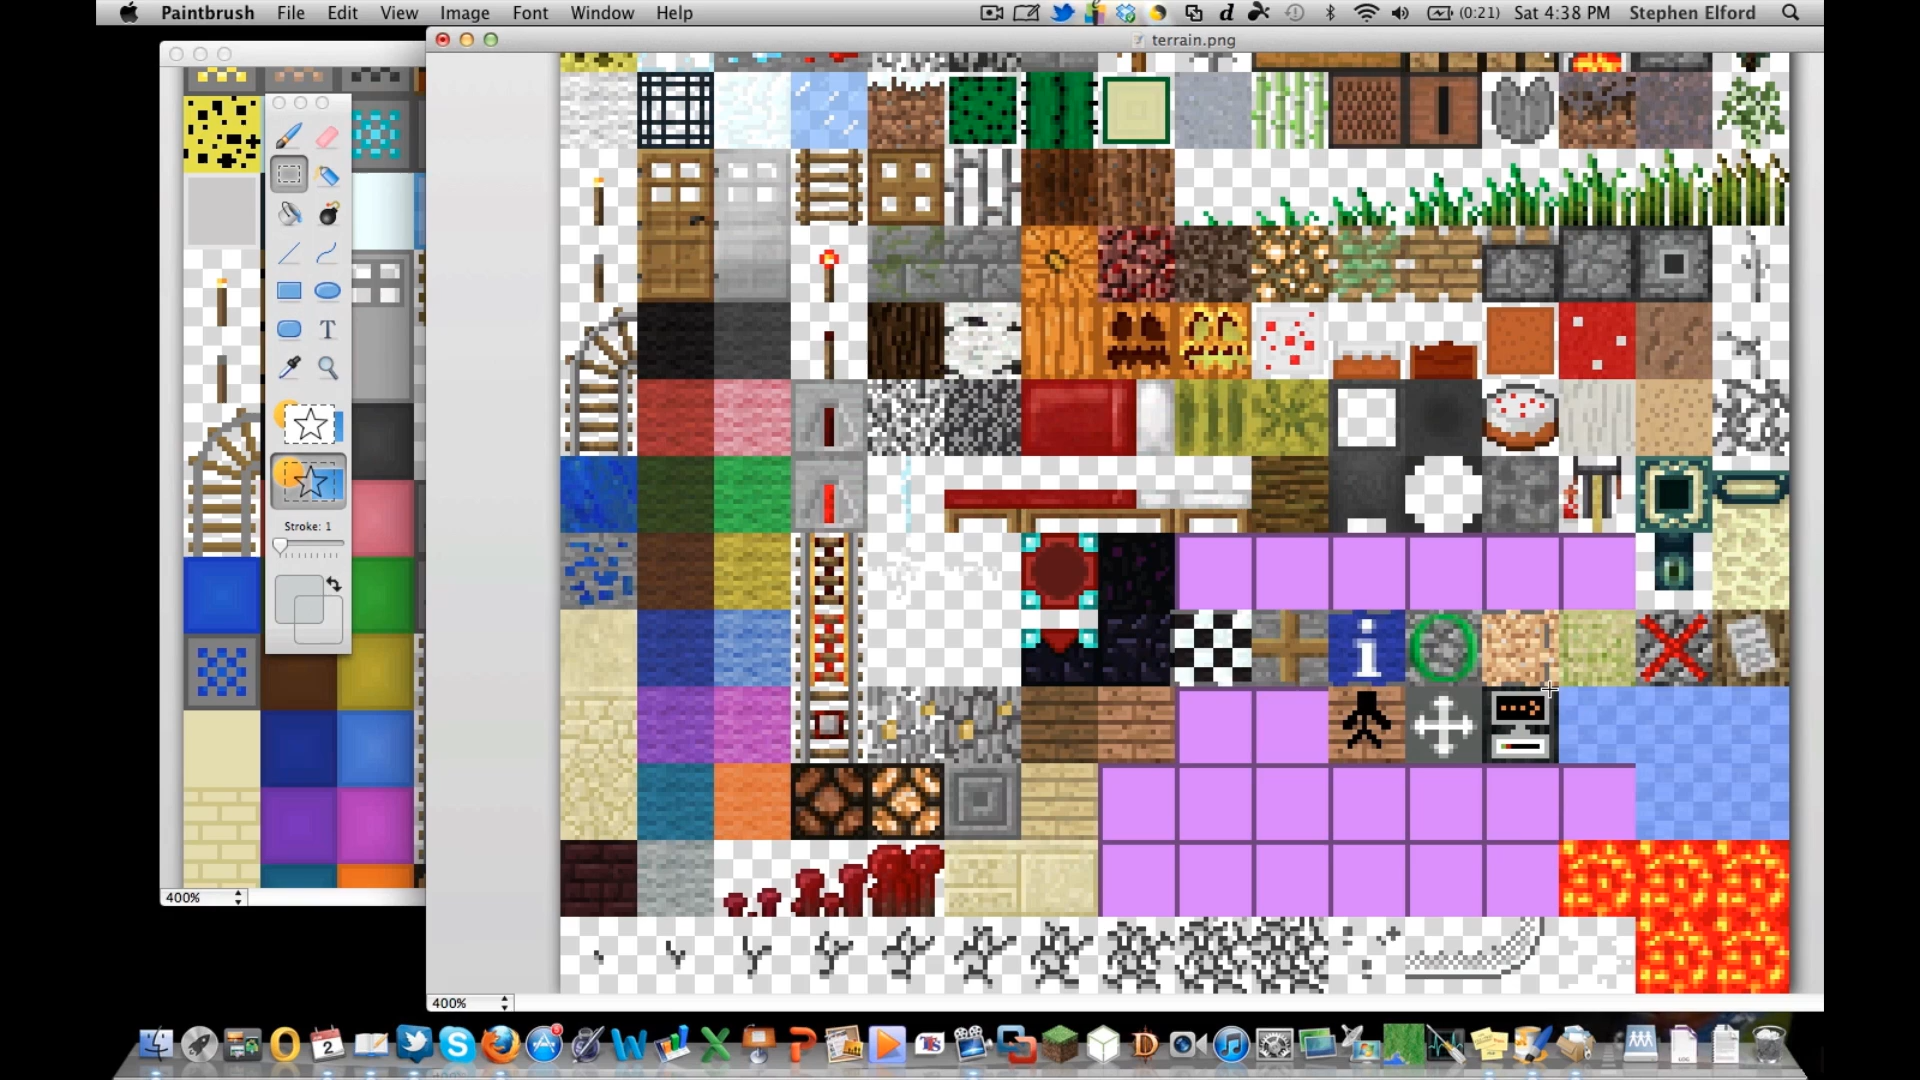 Paintbrush File Edit View Image Font Window Help
(0:21) Sat 4:38 PM Stephen Elford
terrain.png
T
Stroke: 1
i
400%
400%
2